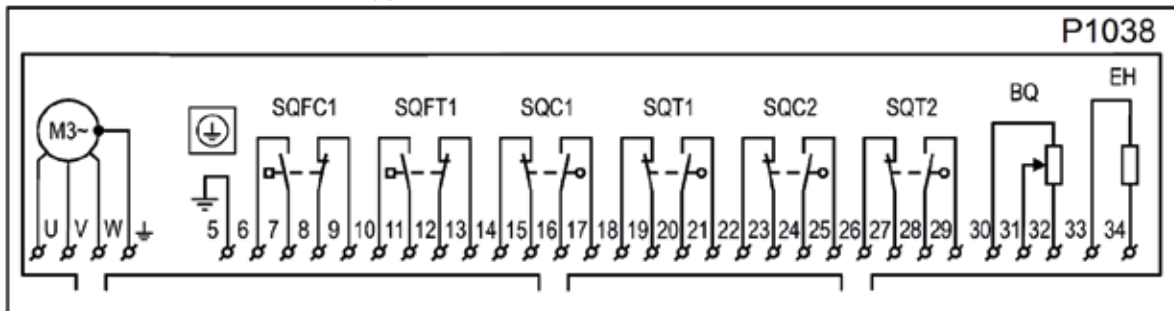 P1038
EH
BQ
SQFC1 SQFT1 SQC1 SQT1 SQC2 SQT2
M3~
U V W 5 6 7 8 9 10 11 12 13 14 15 16 17 18 19 20 21 22 23 24 25 26 27 28 29 30 31 32 33 34